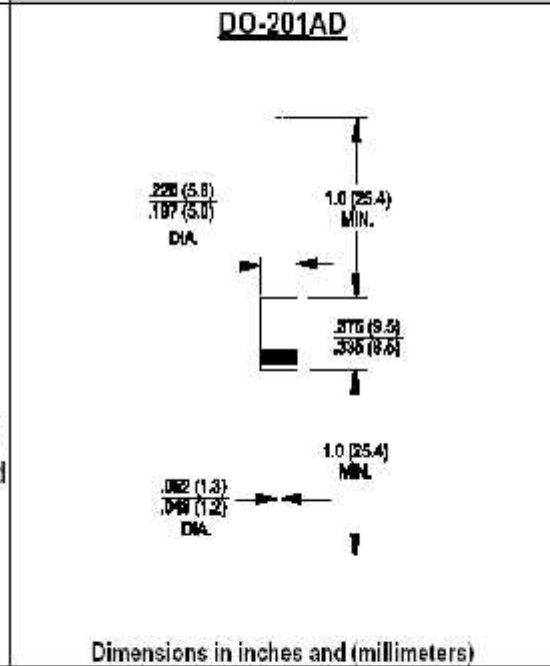 DO-201AD
.220 (5.6)
.197 (5.0)
DIA.
1.0 (25.4)
MIN.
.375 (9.5)
.335 (8.5)
1.0 (25.4)
MIN.
.052 (1.3)
.048 (1.2)
DIA.
d
Dimensions in inches and (millimeters)